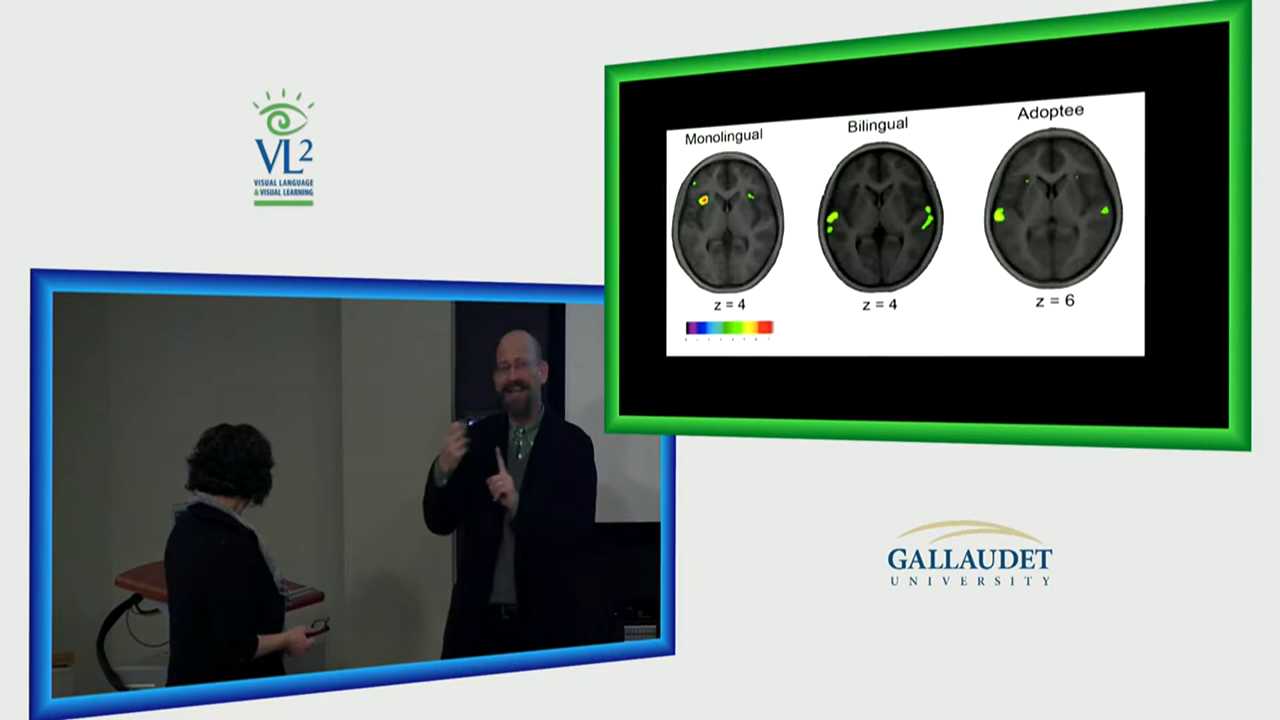 VL2
VISUAL LANGUAGE
& VISUAL LEARNING
Monolingual
Bilingual
Adoptee
z = 4
z = 4
z = 6
GALLAUDET
UNIVERSITY